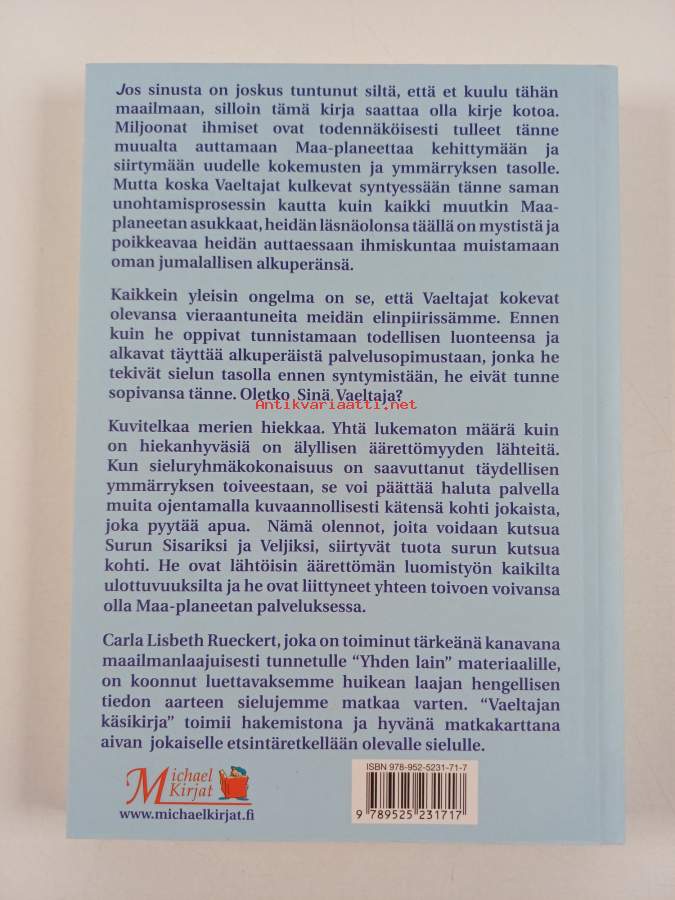 Jos sinusta on joskus tuntunut siltä, että et kuulu tähän
maailmaan, silloin tämä kirja saattaa olla kirje kotoa.
Miljoonat ihmiset ovat todennäköisesti tulleet tänne
muualta auttamaan Maa-planeettaa kehittymään ja
siirtymään uudelle kokemusten ja ymmärryksen tasolle.
Mutta koska Vaeltajat kulkevat syntyessään tänne saman
unohtamisprosessin kautta kuin kaikki muutkin Maa-
planeetan asukkaat, heidän läsnäolonsa täällä on mystistä ja
poikkeavaa heidän auttaessaan ihmiskuntaa muistamaan
oman jumalallisen alkuperänsä.
Kaikkein yleisin ongelma on se, että Vaeltajat kokevat
olevansa vieraantuneita meidän elinpiirissämme. Ennen
kuin he oppivat tunnistamaan todellisen luonteensa ja
alkavat täyttää alkuperäistä palvelusopimustaan, jonka he
tekivät sielun tasolla ennen syntymistään, he eivät tunne
sopivansa tänne. Oletko Sinä Vaeltaja?
Antikvariaatti.net
Kuvitelkaa merien hiekkaa. Yhtä lukematon määrä kuin
on hiekanhyväsiä on älyllisen äärettömyyden lähteitä.
Kun sieluryhmäkokonaisuus on saavuttanut täydellisen
ymmärryksen toiveestaan, se voi päättää haluta palvella
muita ojentamalla kuvaannollisesti kätensä kohti jokaista,
joka pyytää apua. Nämä olennot, joita voidaan kutsua
Surun Sisariksi ja Veljiksi, siirtyvät tuota surun kutsua
kohti. He ovat lähtöisin äärettömän luomistyön kaikilta
ulottuvuuksilta ja he ovat liittyneet yhteen toivoen voivansa
olla Maa-planeetan palveluksessa.
Carla Lisbeth Rueckert, joka on toiminut tärkeänä kanavana
maailmanlaajuisesti tunnetulle "Yhden lain" materiaalille,
on koonnut luettavaksemme huikean laajan hengellisen
tiedon aarteen sielujemme matkaa varten. "Vaeltajan
käsikirja" toimii hakemistona ja hyvänä matkakarttana
aivan jokaiselle etsintäretkellään olevalle sielulle.
Michael
Kirjat
www.michaelkirjat.fi
ISBN 978-952-5231-71-7
9 789525 231717